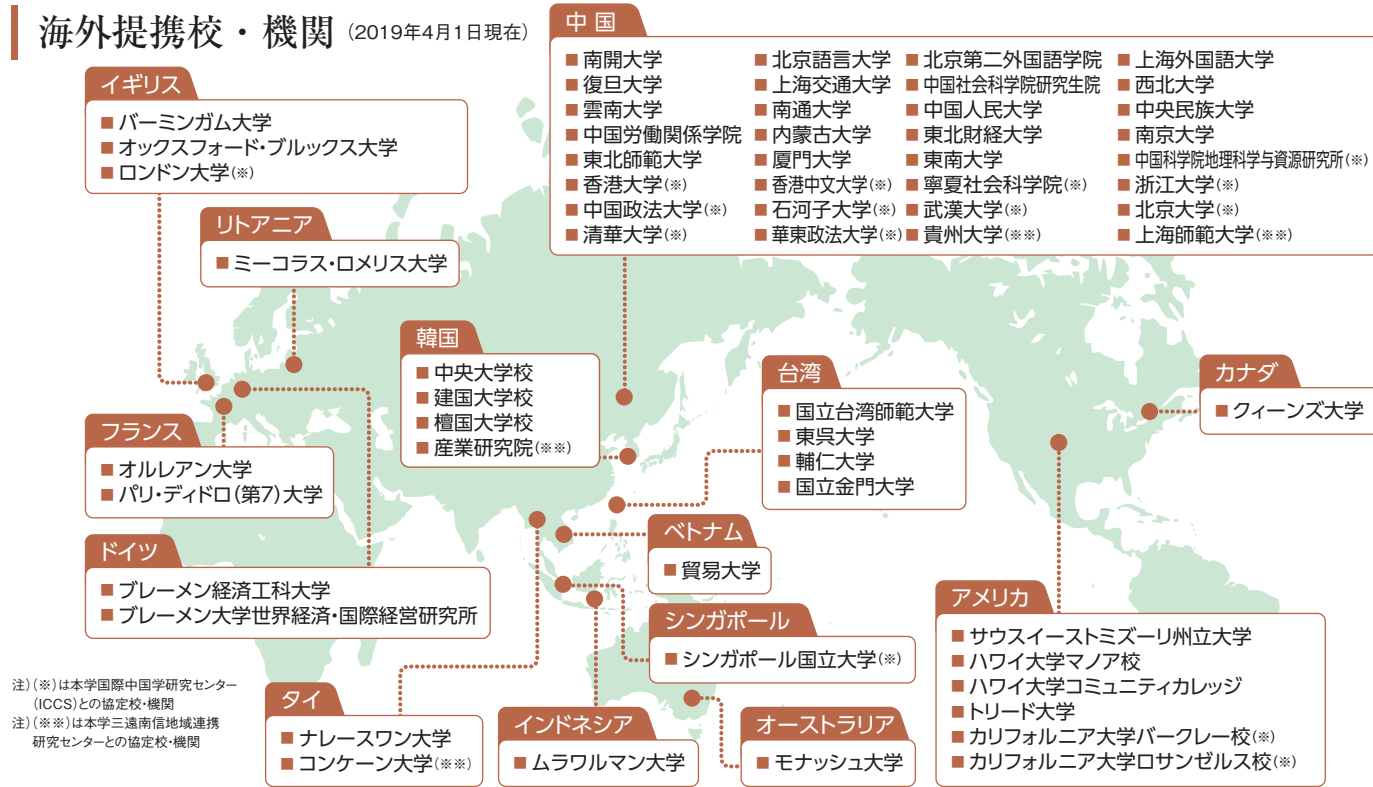 海外提携校・機関（2019年4月1日現在）
中国
■ 南開大学 ■ 北京語言大学 ■ 北京第二外国語学院 ■ 上海外国語大学
■ 復旦大学 ■ 上海交通大学 ■ 中国社会科学院研究生院 ■ 西北大学
■ 雲南大学 ■ 南通大学 ■ 中国人民大学 ■ 中央民族大学
■ 中国労働関係学院 ■ 内蒙古大学 ■ 東北財経大学 ■ 南京大学
■ 東北師範大学 ■ 厦門大学 ■ 東南大学 ■ 中国科学院地理科学与資源研究所(※)
■ 香港大学(※) ■ 香港中文大学(※) ■ 寧夏社会科学院(※) ■ 浙江大学(※)
■ 中国政法大学(※) ■ 石河子大学(※) ■ 武漢大学(※) ■ 北京大学(※)
■ 清華大学(※) ■ 華東政法大学(※) ■ 貴州大学(※※) ■ 上海師範大学(※※)
イギリス
■ バーミンガム大学
■ オックスフォード・ブルックス大学
■ ロンドン大学(※)
リトアニア
■ ミーコラス・ロメリス大学
韓国
■ 中央大学校
■ 建国大学校
■ 檀国大学校
■ 産業研究院(※※)
台湾
■ 国立台湾師範大学
■ 東呉大学
■ 輔仁大学
■ 国立金門大学
カナダ
■ クィーンズ大学
フランス
■ オルレアン大学
■ パリ・ディドロ(第7)大学
ドイツ
■ ブレーメン経済工科大学
■ ブレーメン大学世界経済・国際経営研究所
ベトナム
■ 貿易大学
シンガポール
■ シンガポール国立大学(※)
アメリカ
■ サウスイーストミズーリ州立大学
■ ハワイ大学マノア校
■ ハワイ大学コミュニティカレッジ
■ トリード大学
■ カリフォルニア大学バークレー校(※)
■ カリフォルニア大学ロサンゼルス校(※)
タイ
■ ナレースワン大学
■ コンケーン大学(※※)
インドネシア
■ ムラワルマン大学
オーストラリア
■ モナッシュ大学
注）(※)は本学国際中国学研究センター
(ICCS)との協定校・機関
注）(※※)は本学三遠南信地域連携
研究センターとの協定校・機関